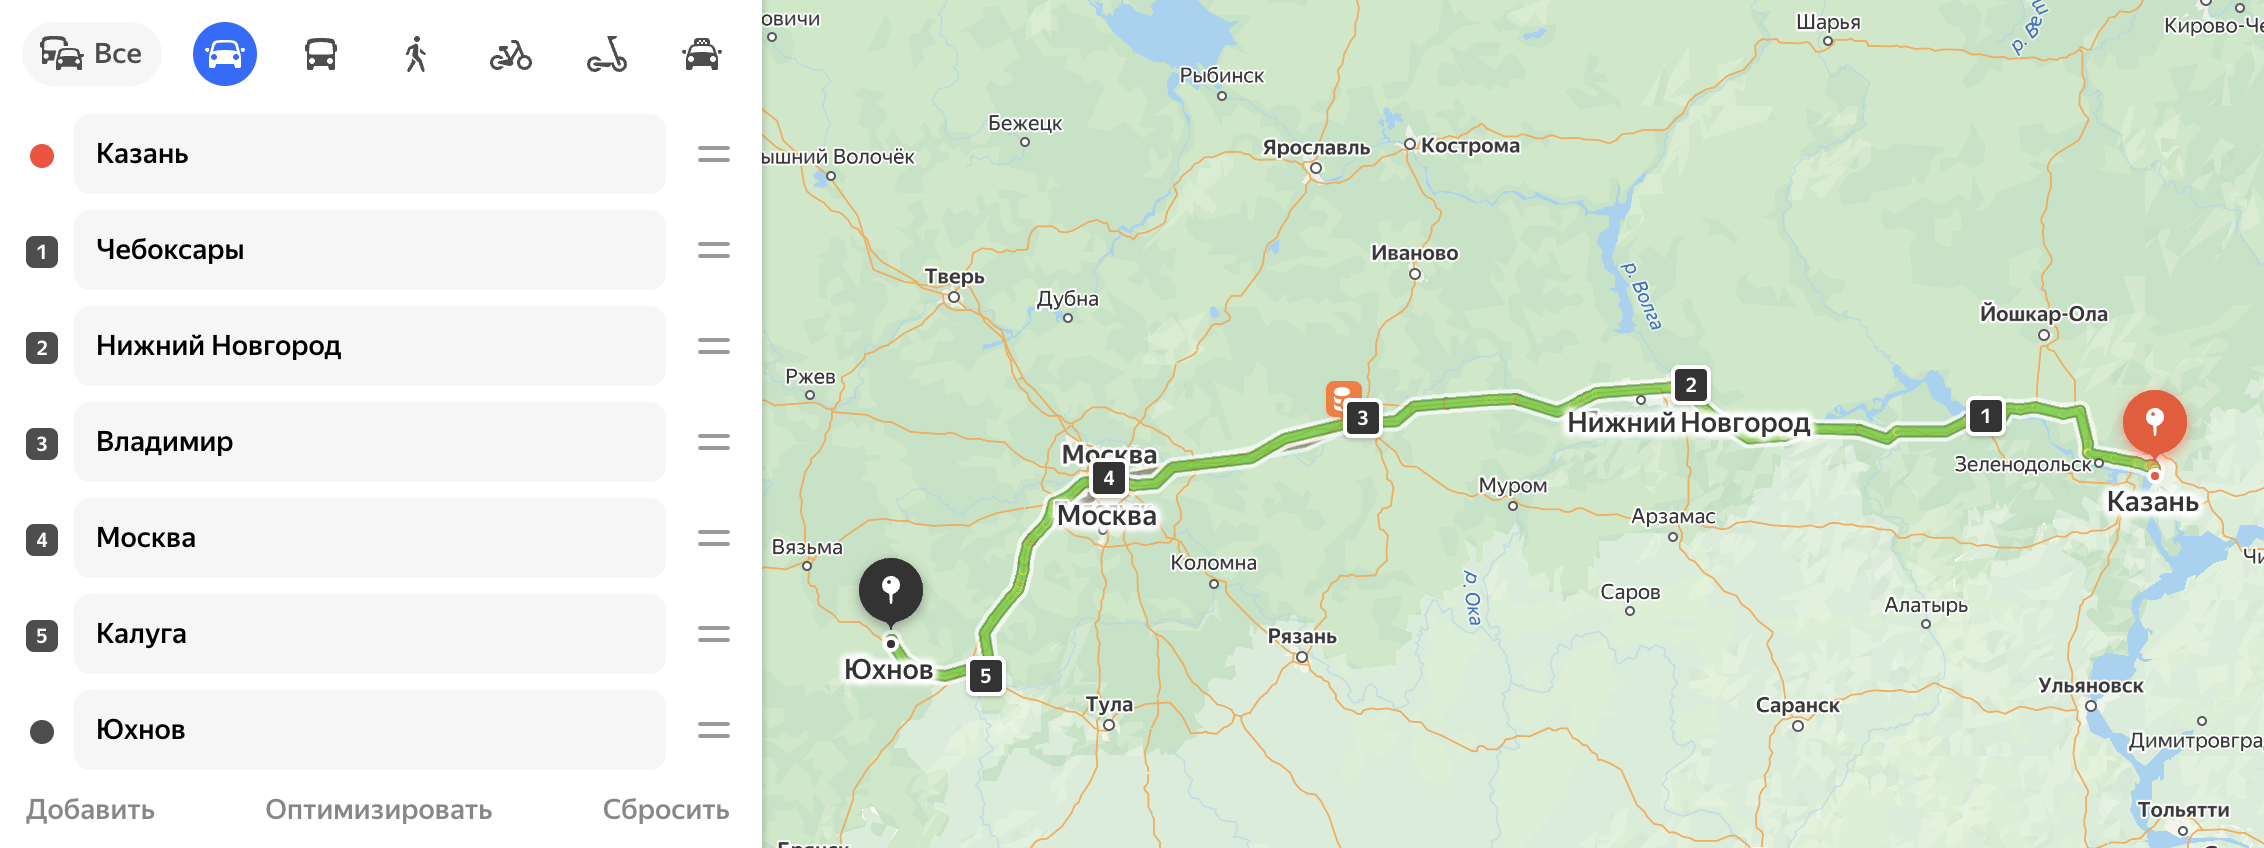 Все
Казань
1
Чебоксары
2
Нижний Новгород
3
Владимир
4
Москва
5
Калуга
Юхнов
Добавить
Оптимизировать
Сбросить
овичи
Шарья
Кирово-Че
р. Вет
Рыбинск
Бежецк
Ярославль
Кострома
ышний Волочёк
Иваново
Тверь
Дубна
р. Волга
Йошкар-Ола
Ржев
2
3
1
Нижний Новгород
Москва
4
Москва
Зеленодольск
Казань
Муром
Арзамас
Вязьма
Коломна
р. Ока
Саров
Алатырь
Чи
Рязань
Юхнов
5
Тула
Саранск
Ульяновск
Димитровгра
Тольятти
Брянск